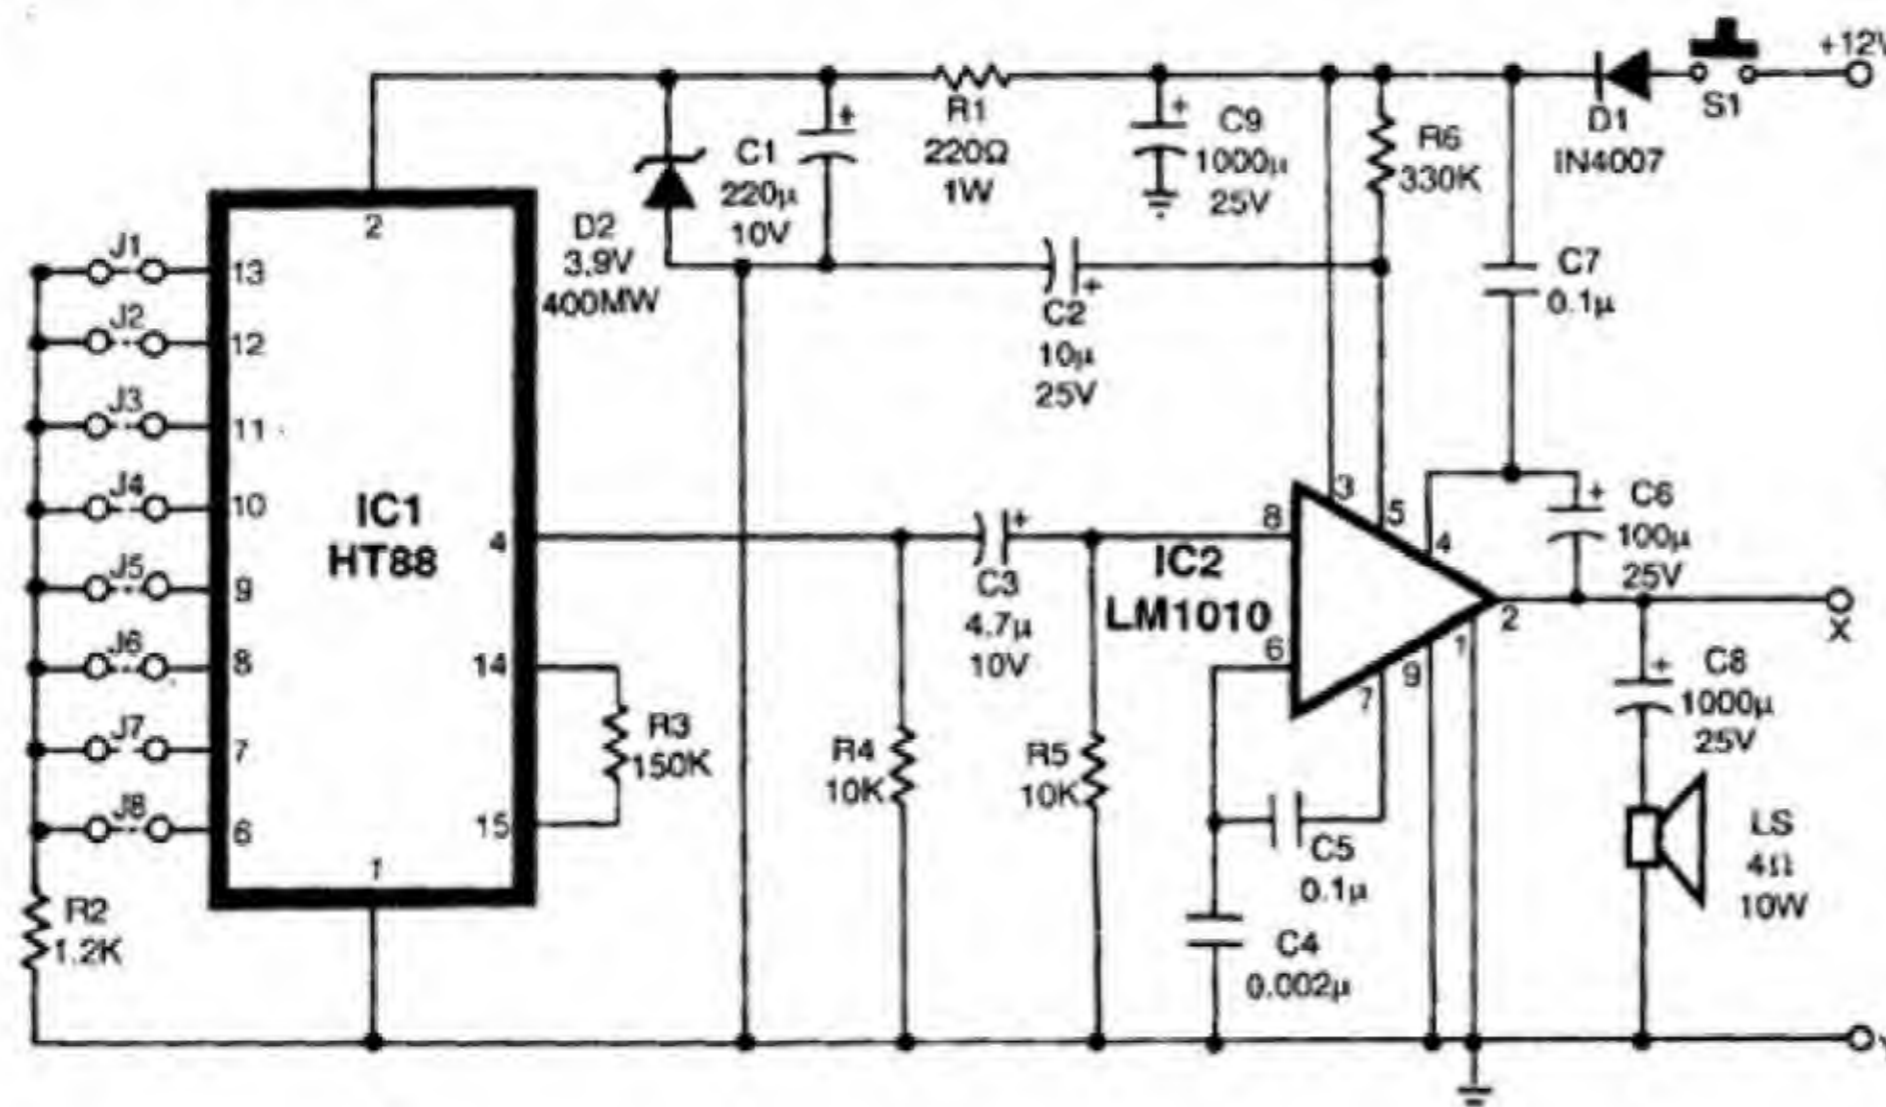 +12V
S1
D1
IN4007
R1
220Ω
1W
C9
1000µ
25V
R6
330K
C1
220µ
10V
D2
3.9V
400MW
C2
10µ
25V
C7
0.1µ
2
J1
13
J2
12
J3
11
J4
10
J5
9
J6
8
J7
7
J8
6
IC1
HT88
4
14
15
1
R2
1.2K
R3
150K
R4
10K
C3
4.7µ
10V
R5
10K
IC2
LM1010
8
3
5
4
6
7
9
1
2
C6
100µ
25V
X
C5
0.1µ
C4
0.002µ
C8
1000µ
25V
LS
4Ω
10W